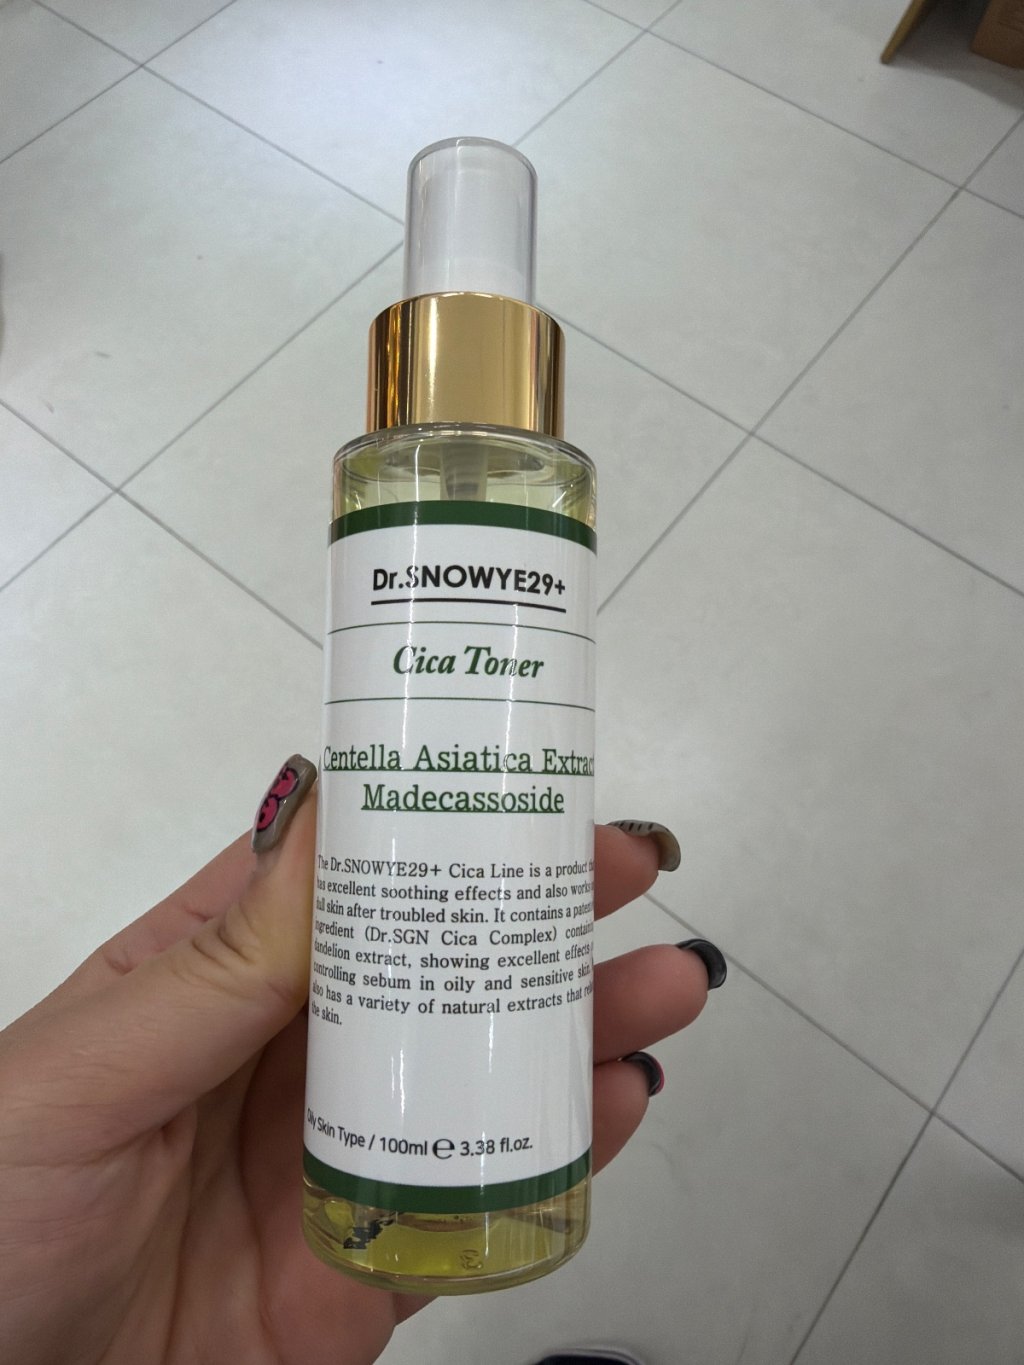 Dr.SNOWYE29+
Cica Toner
Centella Asiatica Extract
Madecassoside
The Dr.SNOWYE29+ Cica Line is a product
has excellent soothing effects and also works
skin after troubled skin. It contains a
ingredient (Dr.SGN Cica Complex)
dandelion extract, showing excellent effects
controlling sebum in oily and sensitive skin.
also has a variety of natural extracts that
the skin.
Oily Skin Type / 100ml ℮ 3.38 fl.oz.